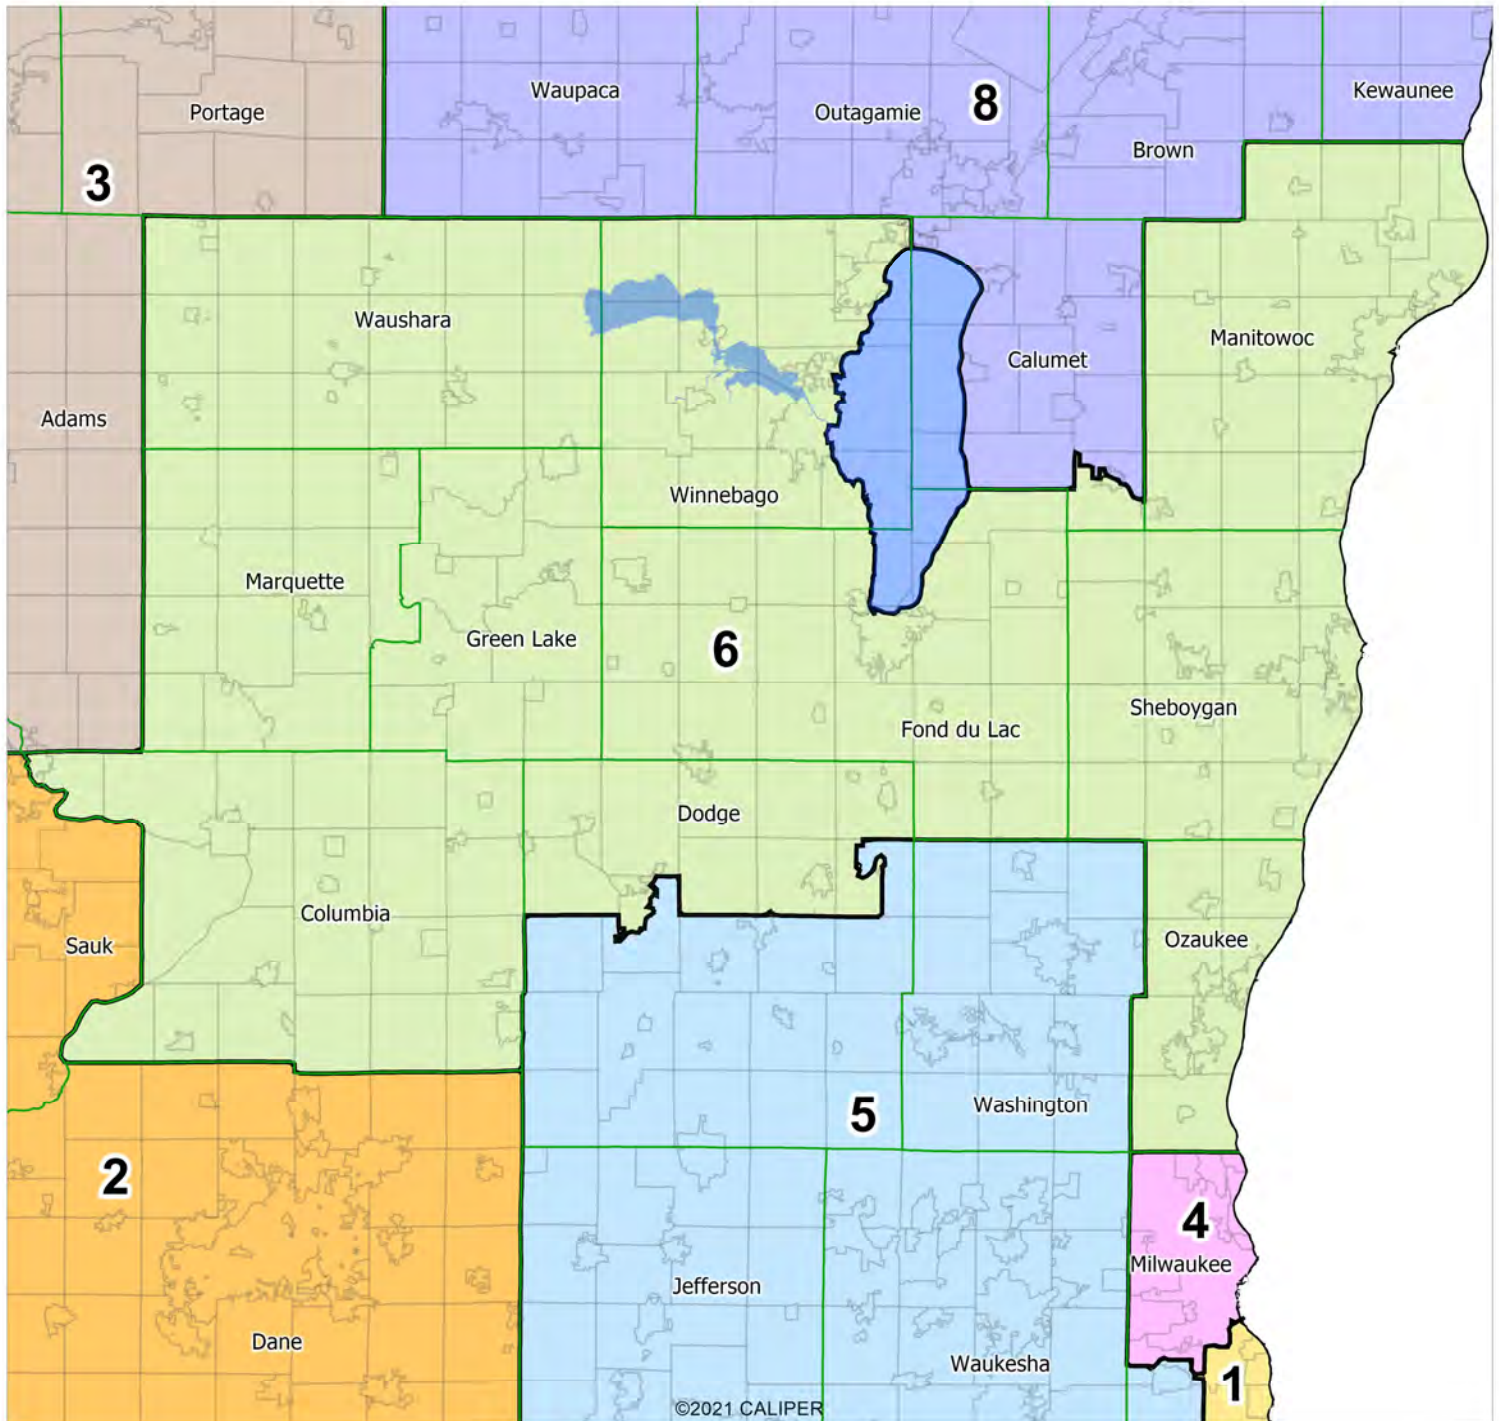 Waupaca
Kewaunee
8
Portage
Outagamie
Brown
3
Waushara
Manitowoc
Calumet
Adams
Winnebago
Marquette
Green Lake
6
Sheboygan
Fond du Lac
Dodge
Columbia
Ozaukee
Sauk
Washington
5
2
4
Milwaukee
Jefferson
Dane
Waukesha
1
©2021 CALIPER